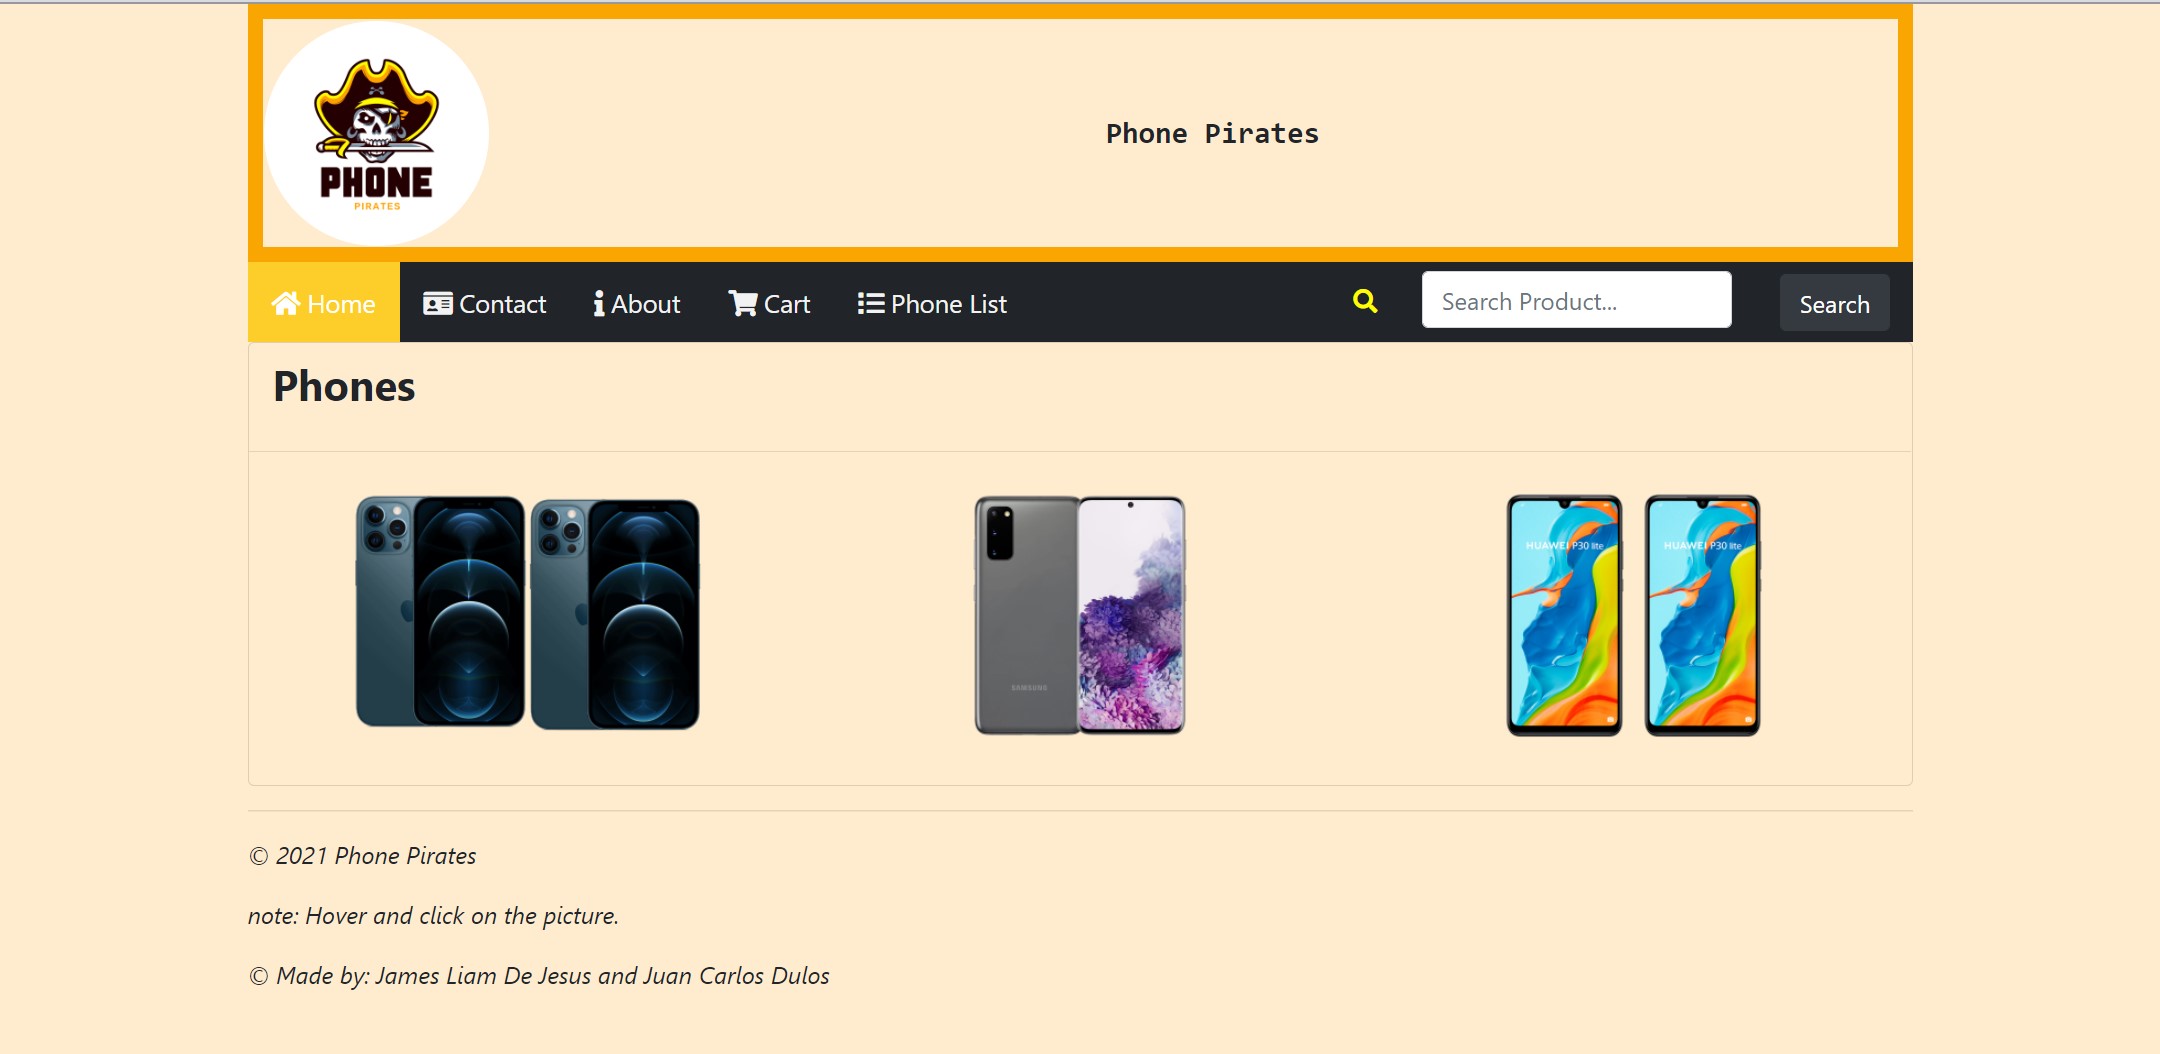 PHONE
PIRATES
Phone Pirates
Home Contact About Cart Phone List Search Product... Search
Phones
SAMSUNG
HUAWEI P30 lite
HUAWEI P30 lite
© 2021 Phone Pirates
note: Hover and click on the picture.
© Made by: James Liam De Jesus and Juan Carlos Dulos